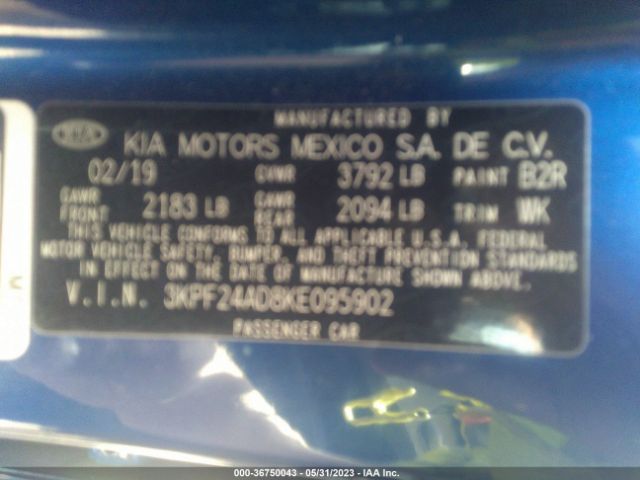 MANUFACTURED BY
KIA KIA MOTORS MEXICO S.A. DE C.V.
02/19 GVWR 3792 LB PAINT B2R
GAWR FRONT 2183 LB GAWR REAR 2094 LB TRIM WK
THIS VEHICLE CONFORMS TO ALL APPLICABLE U.S.A. FEDERAL
MOTOR VEHICLE SAFETY, BUMPER, AND THEFT PREVENTION STANDARDS
IN EFFECT ON THE DATE OF MANUFACTURE SHOWN ABOVE.
V.I.N. 3KPF24AD8KE095902
PASSENGER CAR
V
000-36750043 - 05/31/2023 - IAA Inc.